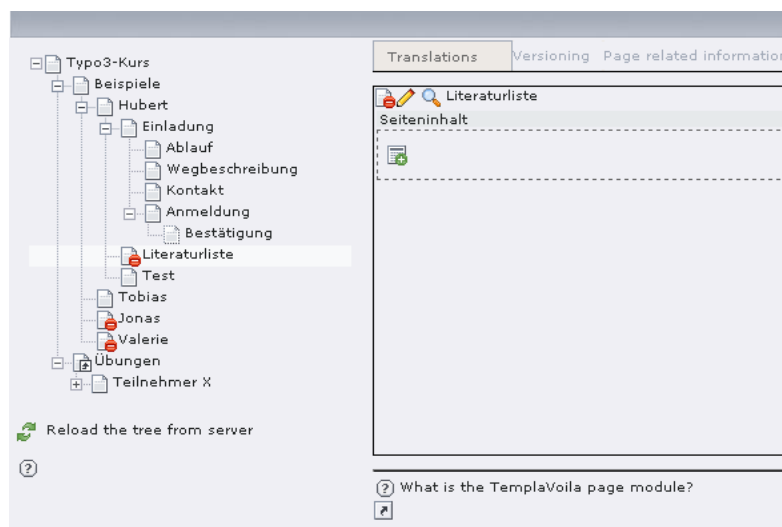 Typo3-Kurs
Beispiele
Hubert
Einladung
Ablauf
Wegbeschreibung
Kontakt
Anmeldung
Bestätigung
Literaturliste
Test
Tobias
Jonas
Valerie
Übungen
Teilnehmer X
Reload the tree from server
Translations Versioning Page related information
Literaturliste
Seiteninhalt
What is the TemplaVoila page module?